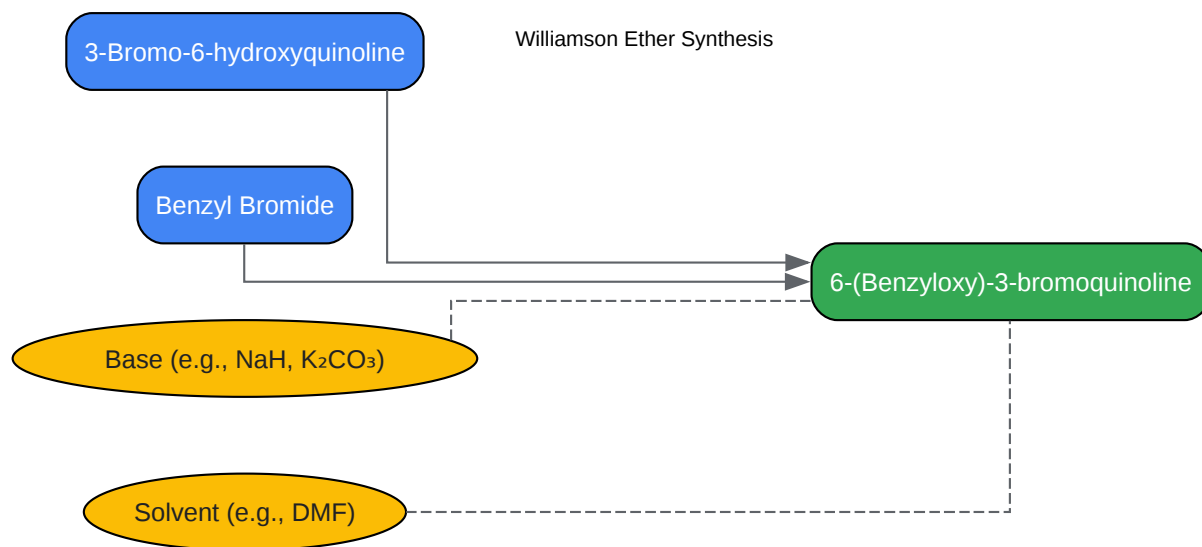 3-Bromo-6-hydroxyquinoline
Williamson Ether Synthesis
Benzyl Bromide
6-(Benzyloxy)-3-bromoquinoline
Base (e.g., NaH, K₂CO₃)
Solvent (e.g., DMF)